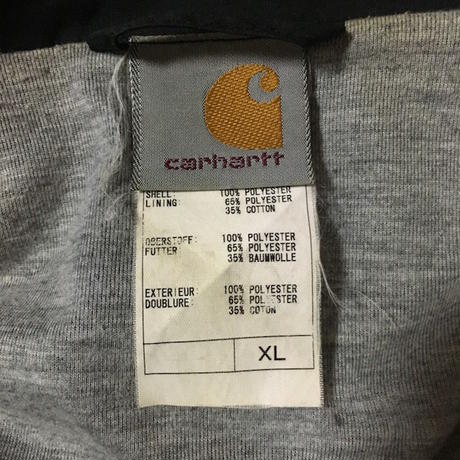 carhartt
SHELL: 100% POLYESTER
LINING: 65% POLYESTER
35% COTTON
OBERSTOFF: 100% POLYESTER
FUTTER: 65% POLYESTER
35% BAUMWOLLE
EXTERIEUR: 100% POLYESTER
DOUBLURE: 65% POLYESTER
35% COTON
XL